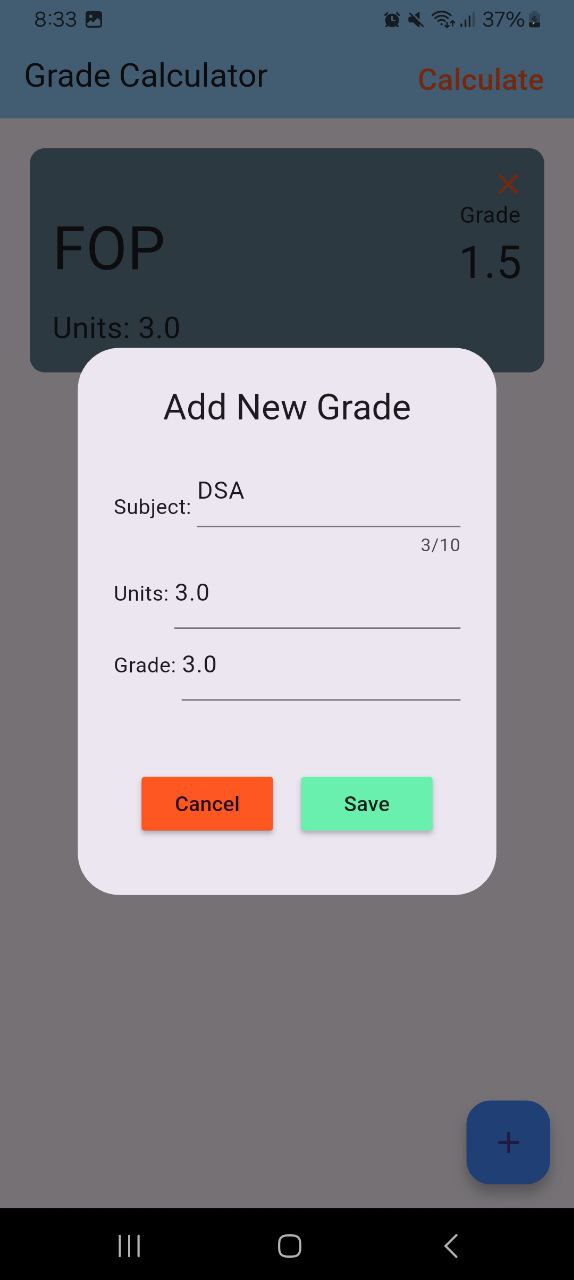 8:33 37%
Grade Calculator Calculate
Grade
FOP 1.5
Units: 3.0
Add New Grade
Subject: DSA
3/10
Units: 3.0
Grade: 3.0
Cancel Save
+